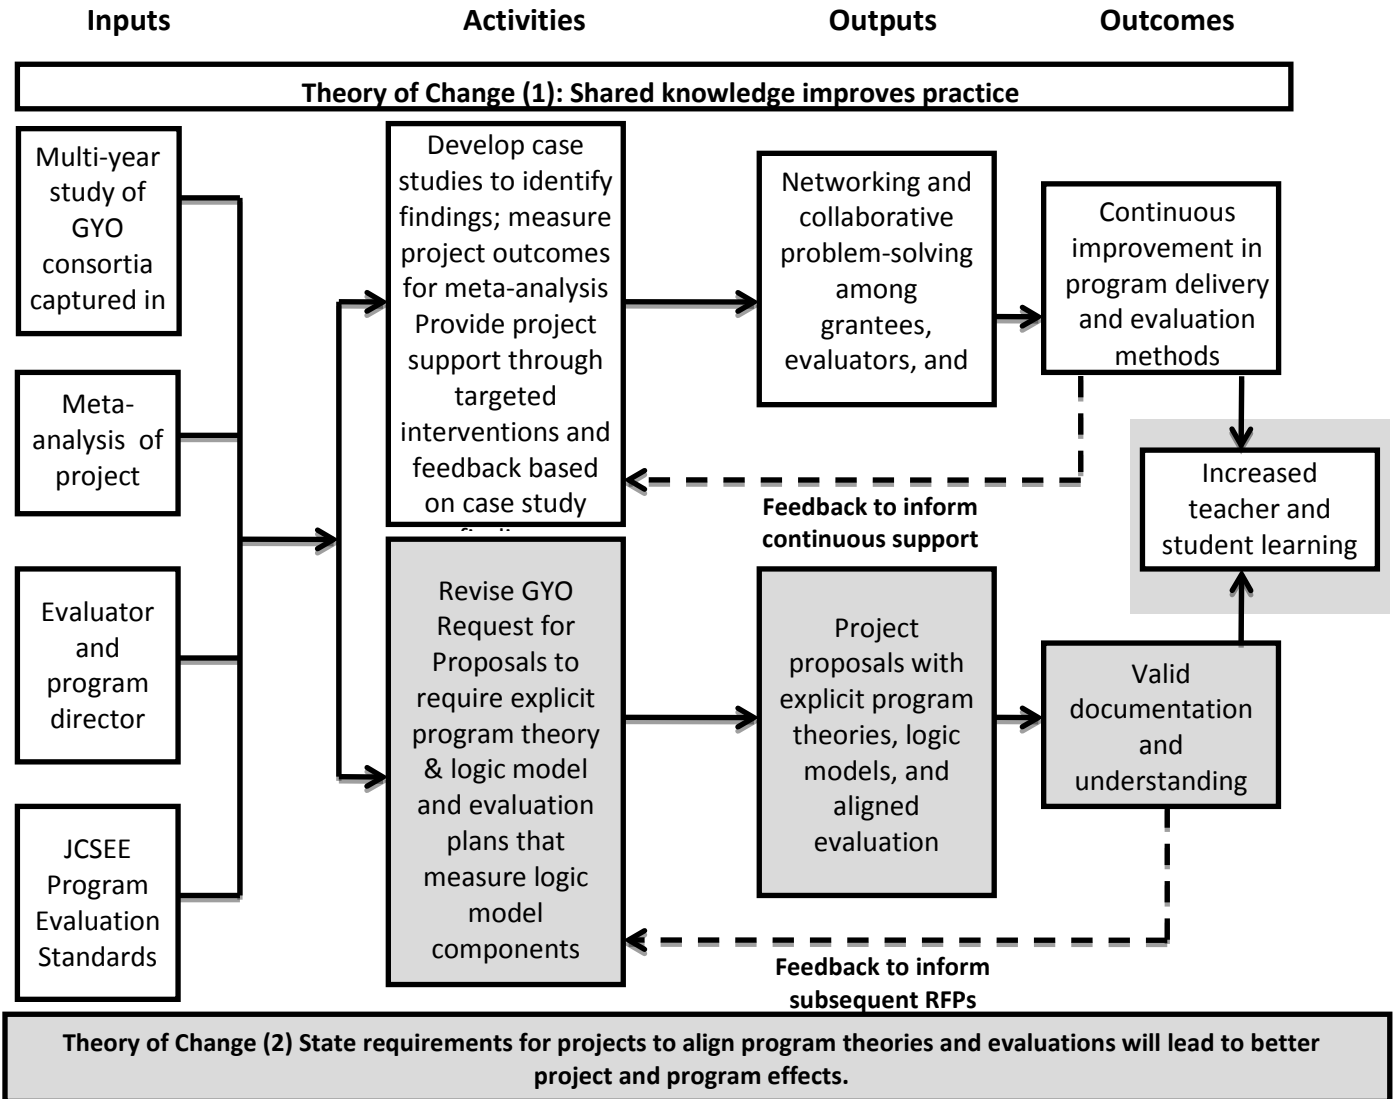 Inputs
Activities
Outputs
Outcomes
Theory of Change (1): Shared knowledge improves practice
Multi-year
study of
GYO
consortia
captured in
Meta-
analysis of
project
Evaluator
and
program
director
JCSEE
Program
Evaluation
Standards
Develop case
studies to identify
findings; measure
project outcomes
for meta-analysis
Provide project
support through
targeted
interventions and
feedback based
on case study
Revise GYO
Request for
Proposals to
require explicit
program theory
& logic model
and evaluation
plans that
measure logic
model
components
Networking and
collaborative
problem-solving
among
grantees,
evaluators, and
Feedback to inform
continuous support
Project
proposals with
explicit program
theories, logic
models, and
aligned
evaluation
Feedback to inform
subsequent RFPs
Continuous
improvement in
program delivery
and evaluation
methods
Increased
teacher and
student learning
Valid
documentation
and
understanding
Theory of Change (2) State requirements for projects to align program theories and evaluations will lead to better
project and program effects.